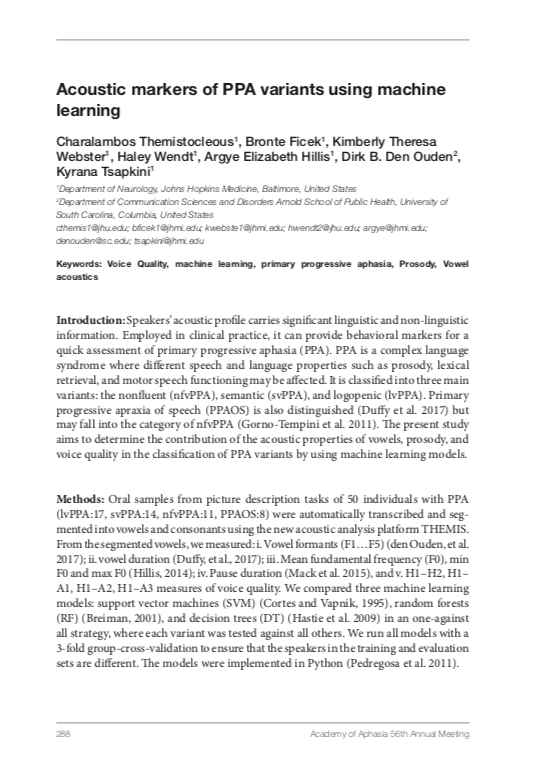 Acoustic markers of PPA variants using machine
learning
Charalambos Themistocleous1, Bronte Ficek1, Kimberly Theresa
Webster1, Haley Wendt1, Argye Elizabeth Hillis1, Dirk B. Den Ouden2,
Kyrana Tsapkini1
1Department of Neurology, Johns Hopkins Medicine, Baltimore, United States
2Department of Communication Sciences and Disorders Arnold School of Public Health, University of
South Carolina, Columbia, United States
cthemis1@jhu.edu; bficek1@jhmi.edu; kwebste1@jhmi.edu; hwendt2@jhu.edu; argye@jhmi.edu;
denouden@sc.edu; tsapkini@jhmi.edu
Keywords: Voice Quality, machine learning, primary progressive aphasia, Prosody, Vowel
acoustics
Introduction: Speakers' acoustic profile carries significant linguistic and non-linguistic
information. Employed in clinical practice, it can provide behavioral markers for a
quick assessment of primary progressive aphasia (PPA). PPA is a complex language
syndrome where different speech and language properties such as prosody, lexical
retrieval, and motor speech functioning may be affected. It is classified into three main
variants: the nonfluent (nfvPPA), semantic (svPPA), and logopenic (lvPPA). Primary
progressive apraxia of speech (PPAOS) is also distinguished (Duffy et al. 2017) but
may fall into the category of nfvPPA (Gorno-Tempini et al. 2011). The present study
aims to determine the contribution of the acoustic properties of vowels, prosody, and
voice quality in the classification of PPA variants by using machine learning models.
Methods: Oral samples from picture description tasks of 50 individuals with PPA
(lvPPA:17, svPPA:14, nfvPPA:11, PPAOS:8) were automatically transcribed and seg-
mented into vowels and consonants using the new acoustic analysis platform THEMIS.
From the segmented vowels, we measured: i. Vowel formants (F1…F5) (den Ouden, et al.
2017); ii. vowel duration (Duffy, et al., 2017); iii. Mean fundamental frequency (F0), min
F0 and max F0 (Hillis, 2014); iv. Pause duration (Mack et al. 2015), and v. H1–H2, H1–
A1, H1–A2, H1–A3 measures of voice quality. We compared three machine learning
models: support vector machines (SVM) (Cortes and Vapnik, 1995), random forests
(RF) (Breiman, 2001), and decision trees (DT) (Hastie et al. 2009) in an one-against
all strategy, where each variant was tested against all others. We run all models with a
3-fold group-cross-validation to ensure that the speakers in the training and evaluation
sets are different. The models were implemented in Python (Pedregosa et al. 2011).
288 Academy of Aphasia 56th Annual Meeting